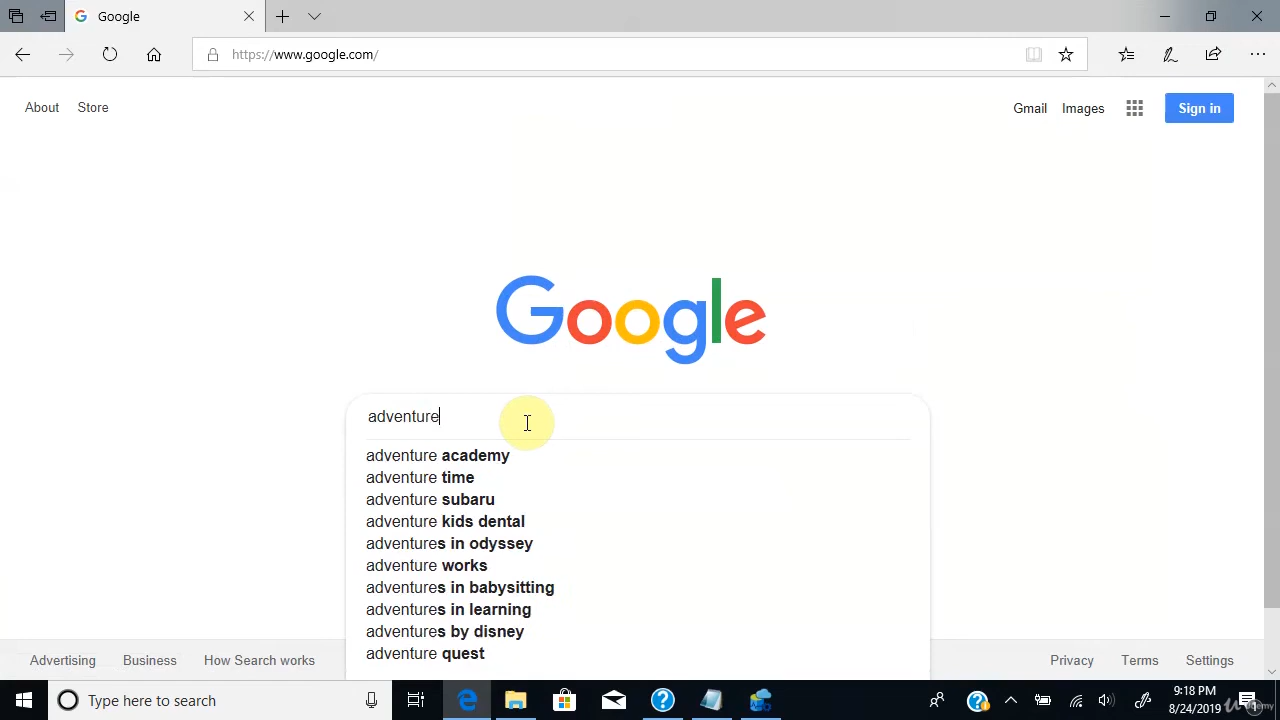 Google
https://www.google.com/
About Store
Gmail Images Sign in
Google
adventure
adventure academy
adventure time
adventure subaru
adventure kids dental
adventures in odyssey
adventure works
adventures in babysitting
adventures in learning
adventures by disney
adventure quest
Advertising Business How Search works
Privacy Terms Settings
Type here to search
9:18 PM
8/24/2019